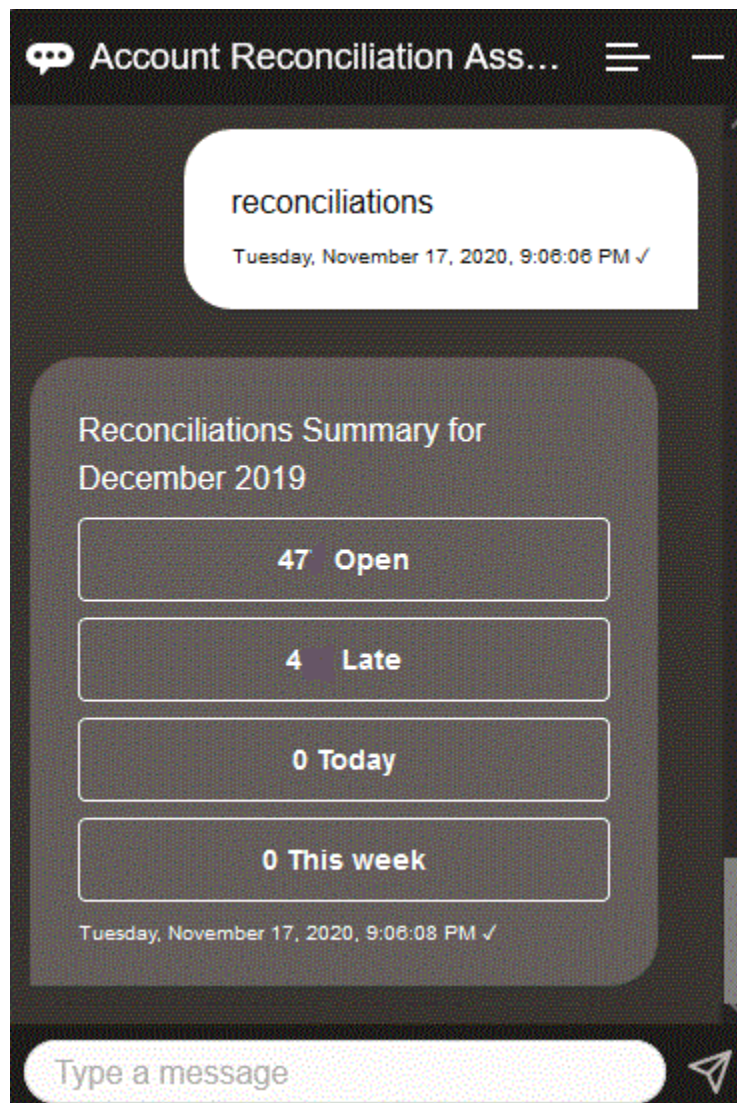 Account Reconciliation Ass...
reconciliations
Tuesday, November 17, 2020, 9:06:06 PM ✓
Reconciliations Summary for
December 2019
47 Open
4 Late
0 Today
0 This week
Tuesday, November 17, 2020, 9:06:08 PM ✓
Type a message